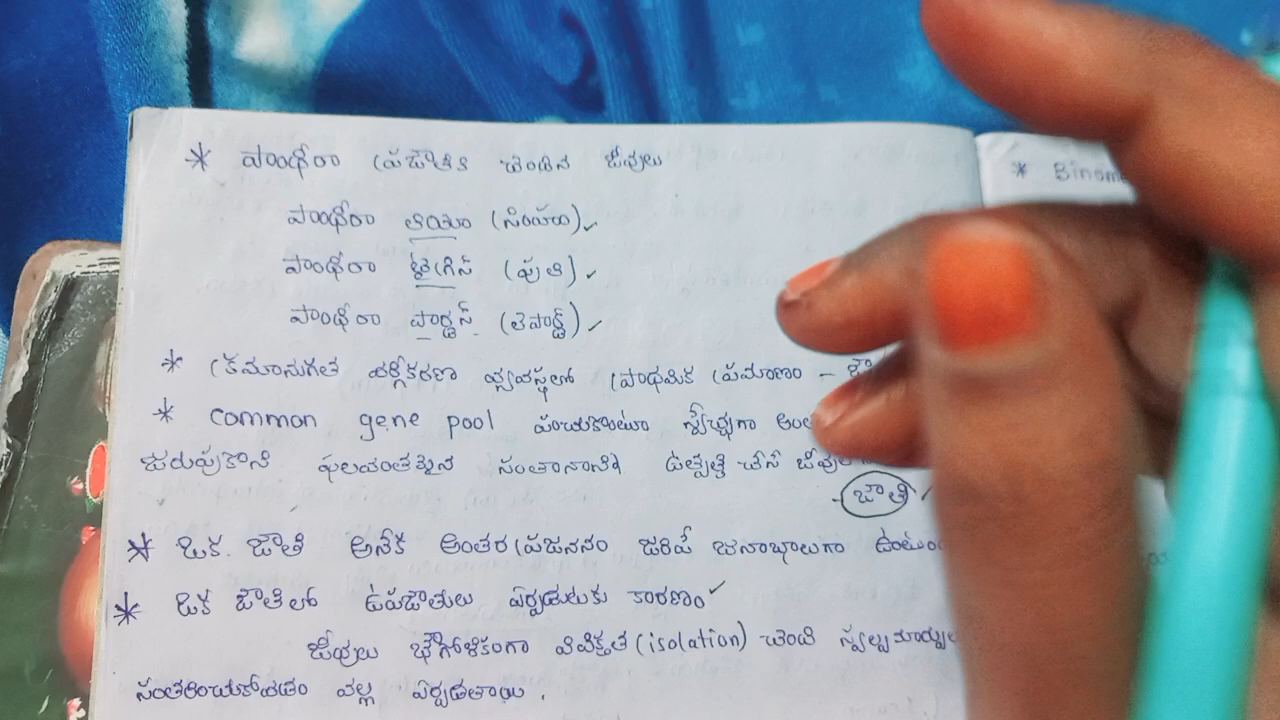 * పాంథీరా ప్రజాతికి చెందిన జీవులు
* Binom
పాంథీరా లియో (సింహం)
పాంథీరా టైగ్రిస్ (పులి)
పాంథీరా పార్డస్ (లెపార్డ్)
* క్రమానుగత వర్గీకరణ వ్యవస్థలో ప్రాథమిక ప్రమాణం -
* common gene pool పంచుకొంటూ స్వేచ్ఛగా
జరుపుకొని ఫలవంతమైన సంతానాన్ని ఉత్పత్తి చేసే
- జాతి
* ఒక జాతి అనేక అంతరప్రజననం జరిపే జనాభాలుగా
* ఒక జాతిలో ఉపజాతులు ఏర్పడుటకు కారణం
జీవులు భౌగోళికంగా వివిక్తత (isolation) చెంది
సంతరించుకోవడం వల్ల ఏర్పడతాయి.